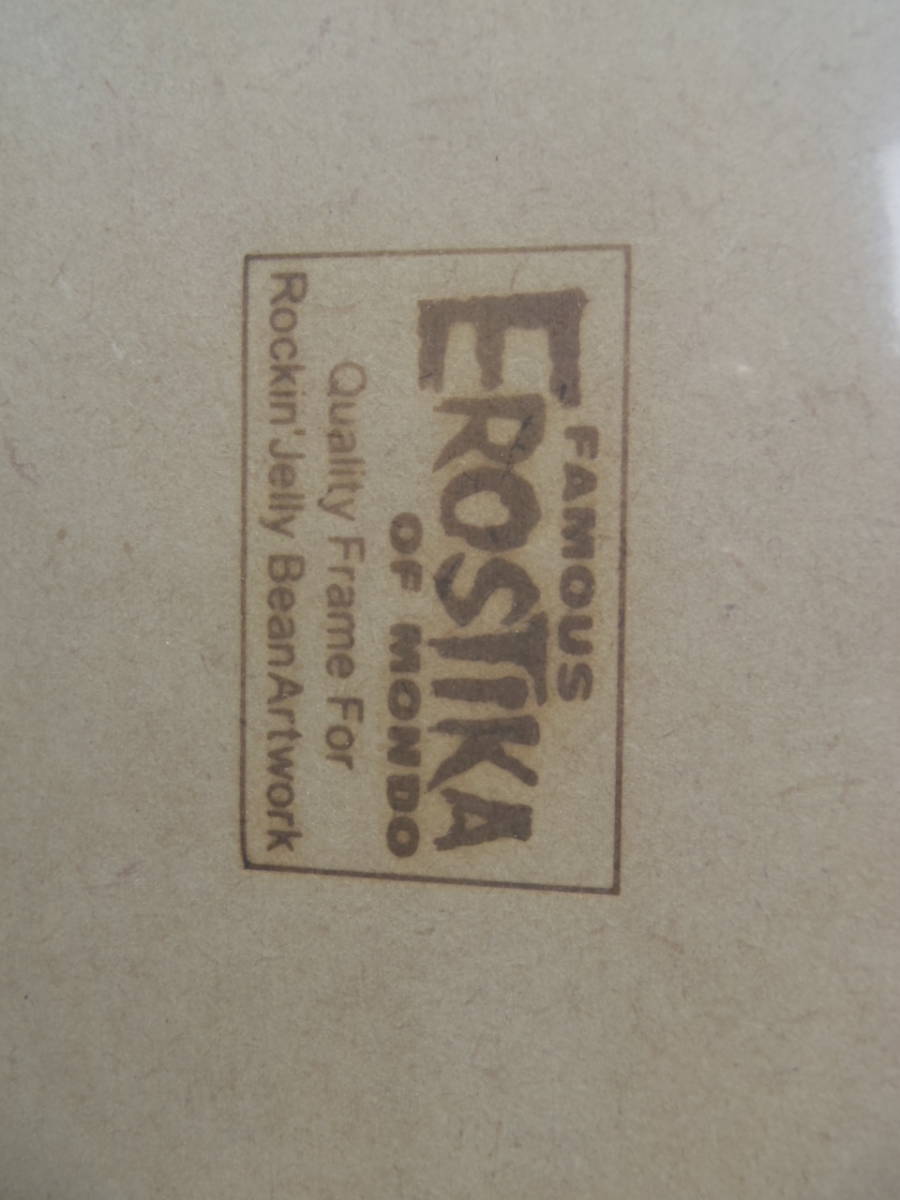 FAMOUS
EROSTIKA
OF MONDO
Quality Frame For
Rockin'Jelly Bean Artwork